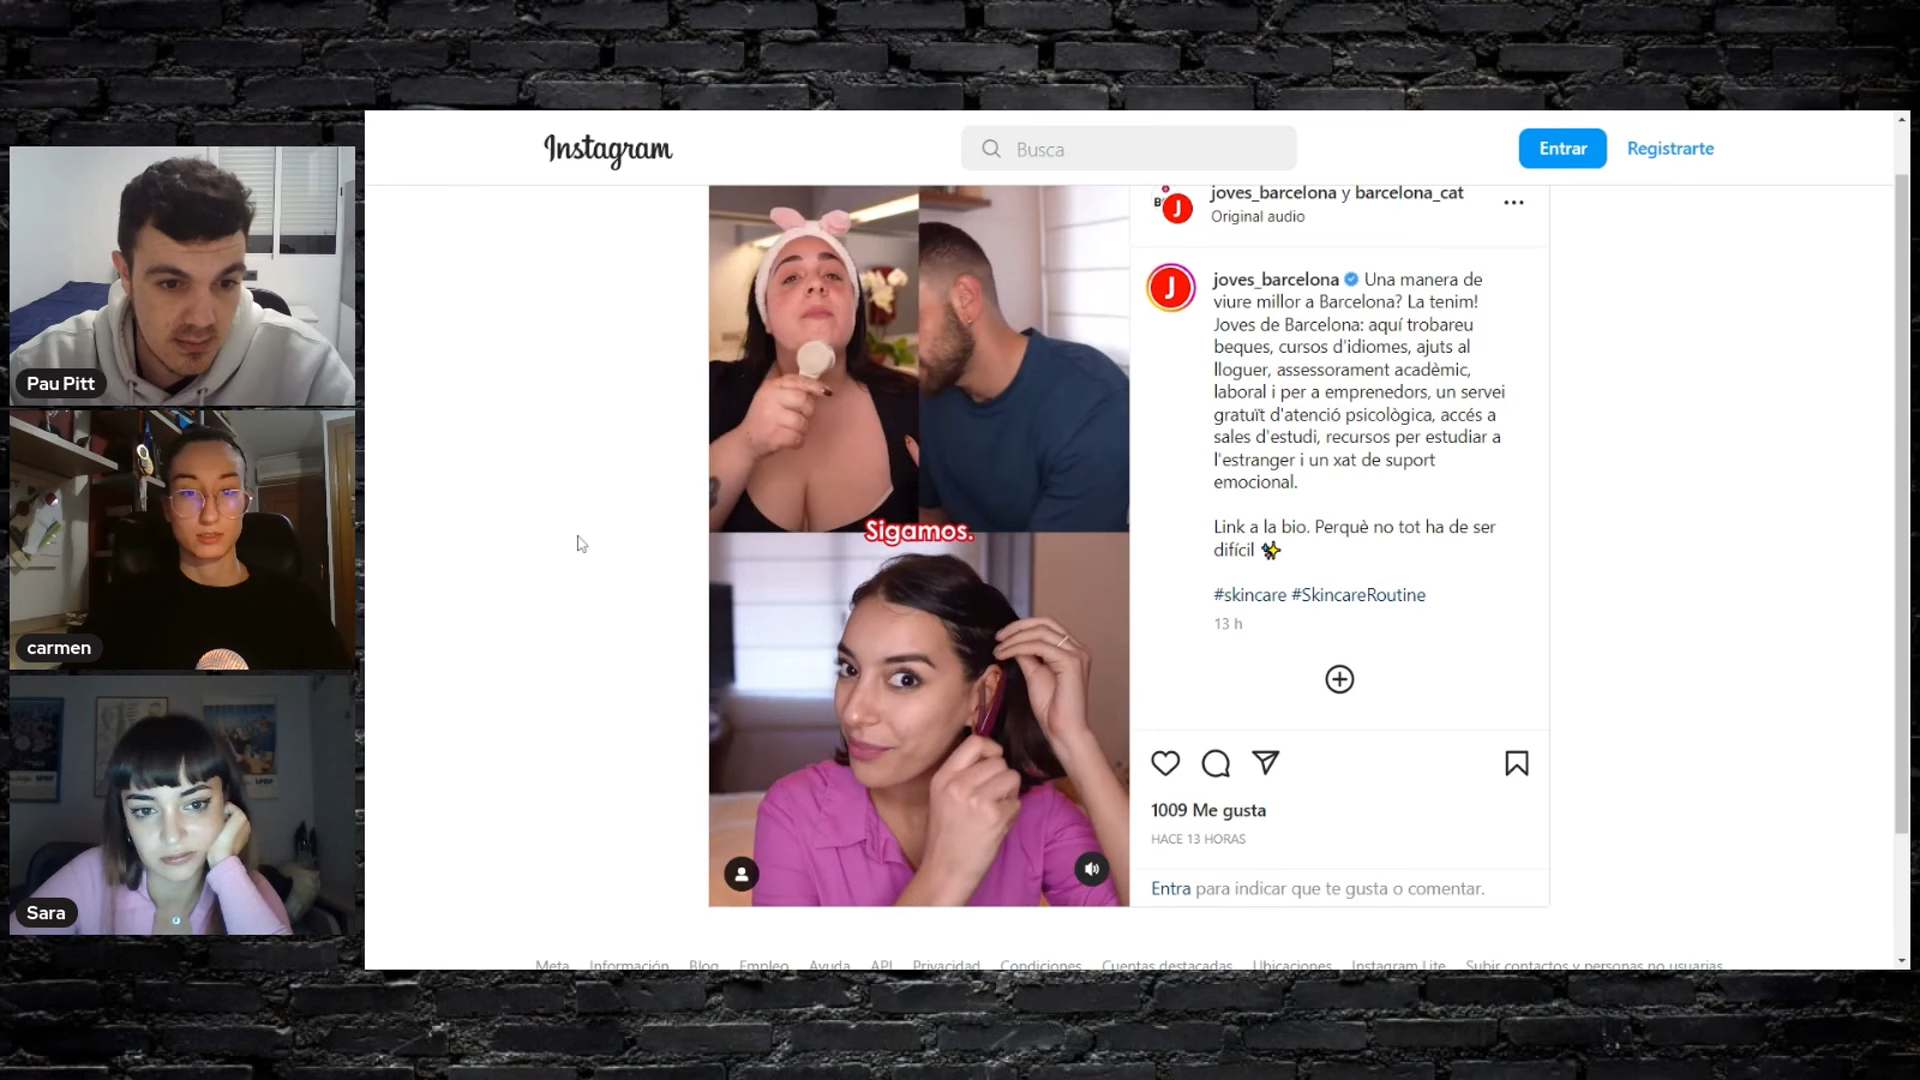 Instagram
Busca
Entrar
Registrarte
joves_barcelona y barcelona_cat
Original audio
J
J
joves_barcelona Una manera de
viure millor a Barcelona? La tenim!
Joves de Barcelona: aquí trobareu
beques, cursos d'idiomes, ajuts al
lloguer, assessorament acadèmic,
laboral i per a emprenedors, un servei
gratuït d'atenció psicològica, accés a
sales d'estudi, recursos per estudiar a
l'estranger i un xat de suport
emocional.
Link a la bio. Perquè no tot ha de ser
difícil ✨
#skincare #SkincareRoutine
13 h
1009 Me gusta
HACE 13 HORAS
Entra para indicar que te gusta o comentar.
Sigamos.
Pau Pitt
carmen
Sara
Meta Información Blog Empleo Ayuda API Privacidad Condiciones Cuentas destacadas Ubicaciones Instagram Lite Subir contactos y personas no usuarias